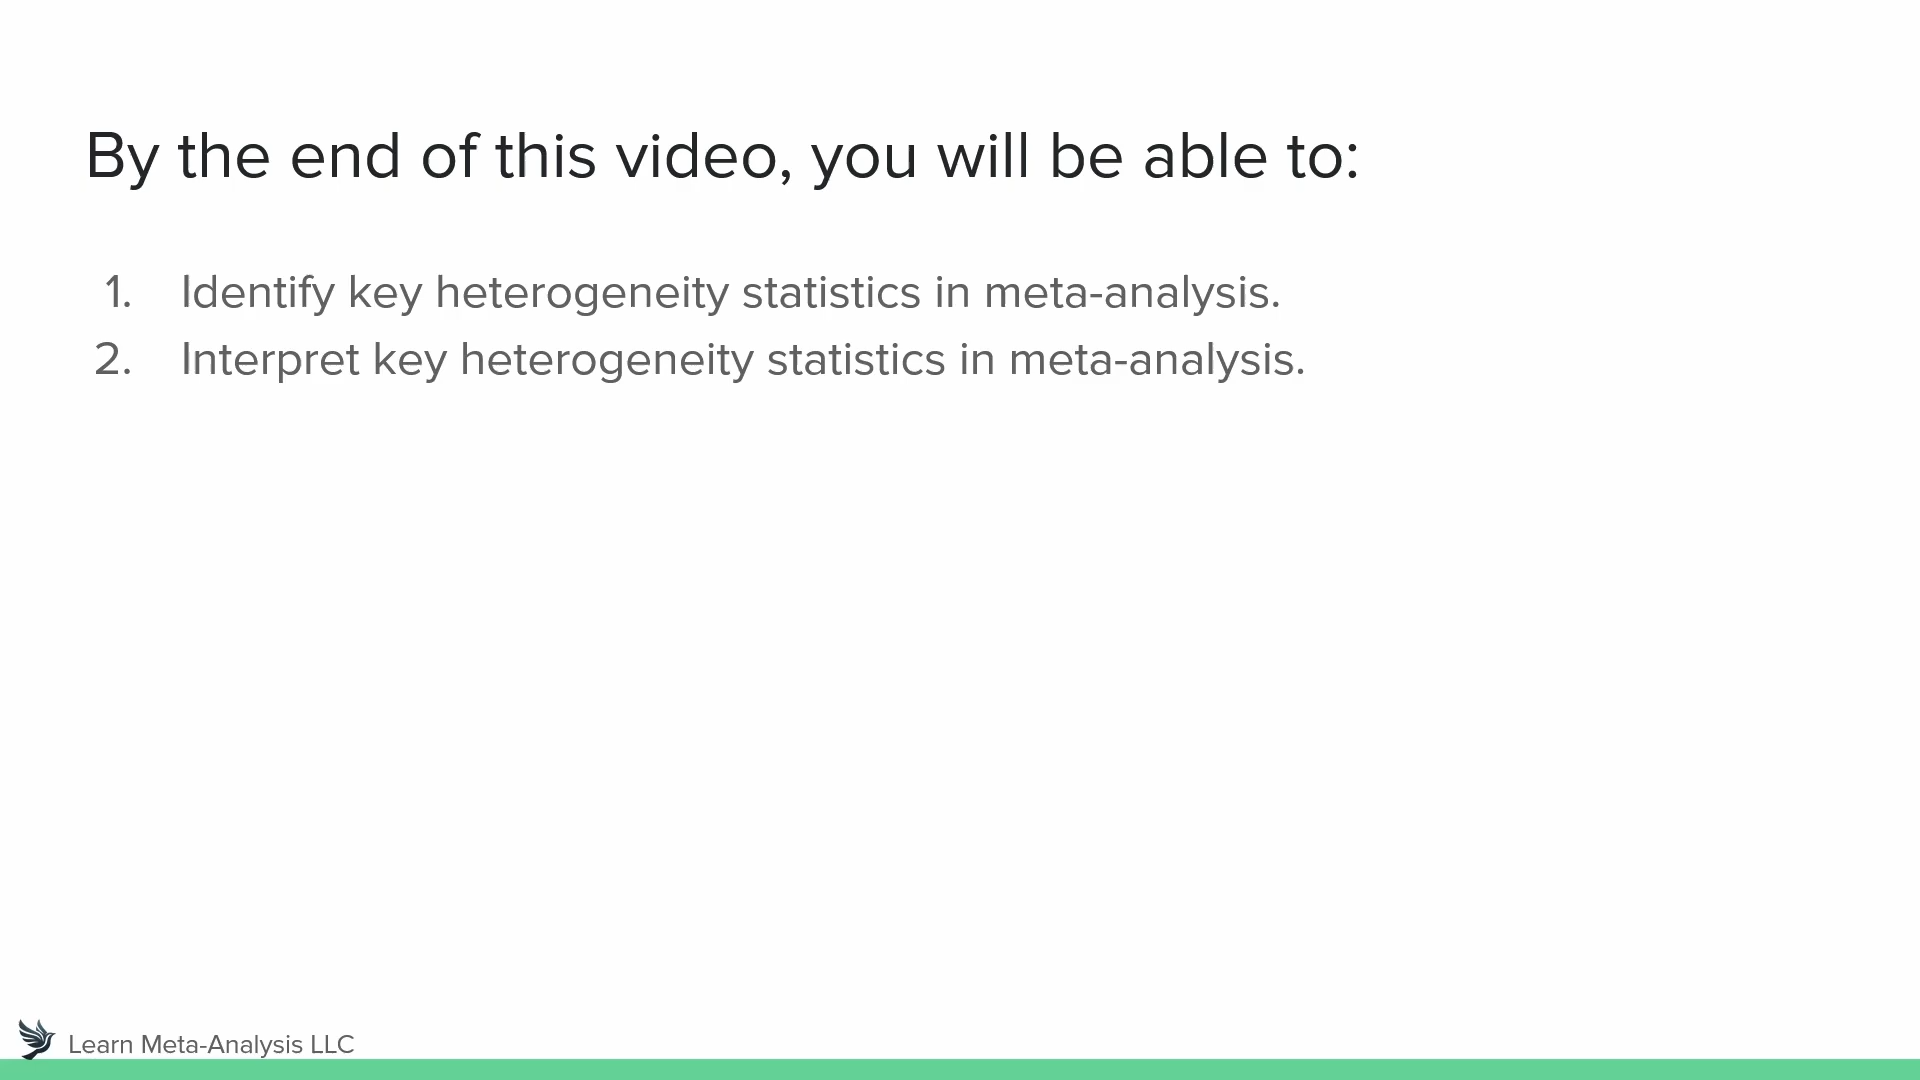 By the end of this video, you will be able to:
1. Identify key heterogeneity statistics in meta-analysis.
2. Interpret key heterogeneity statistics in meta-analysis.
Learn Meta-Analysis LLC